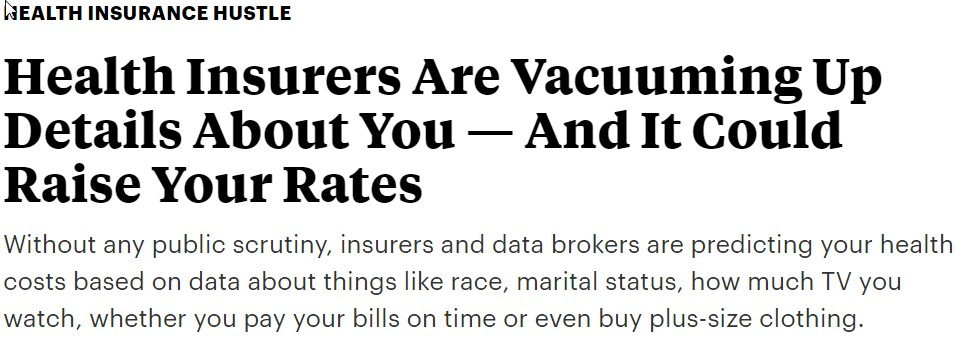 HEALTH INSURANCE HUSTLE
Health Insurers Are Vacuuming Up
Details About You — And It Could
Raise Your Rates
Without any public scrutiny, insurers and data brokers are predicting your health
costs based on data about things like race, marital status, how much TV you
watch, whether you pay your bills on time or even buy plus-size clothing.